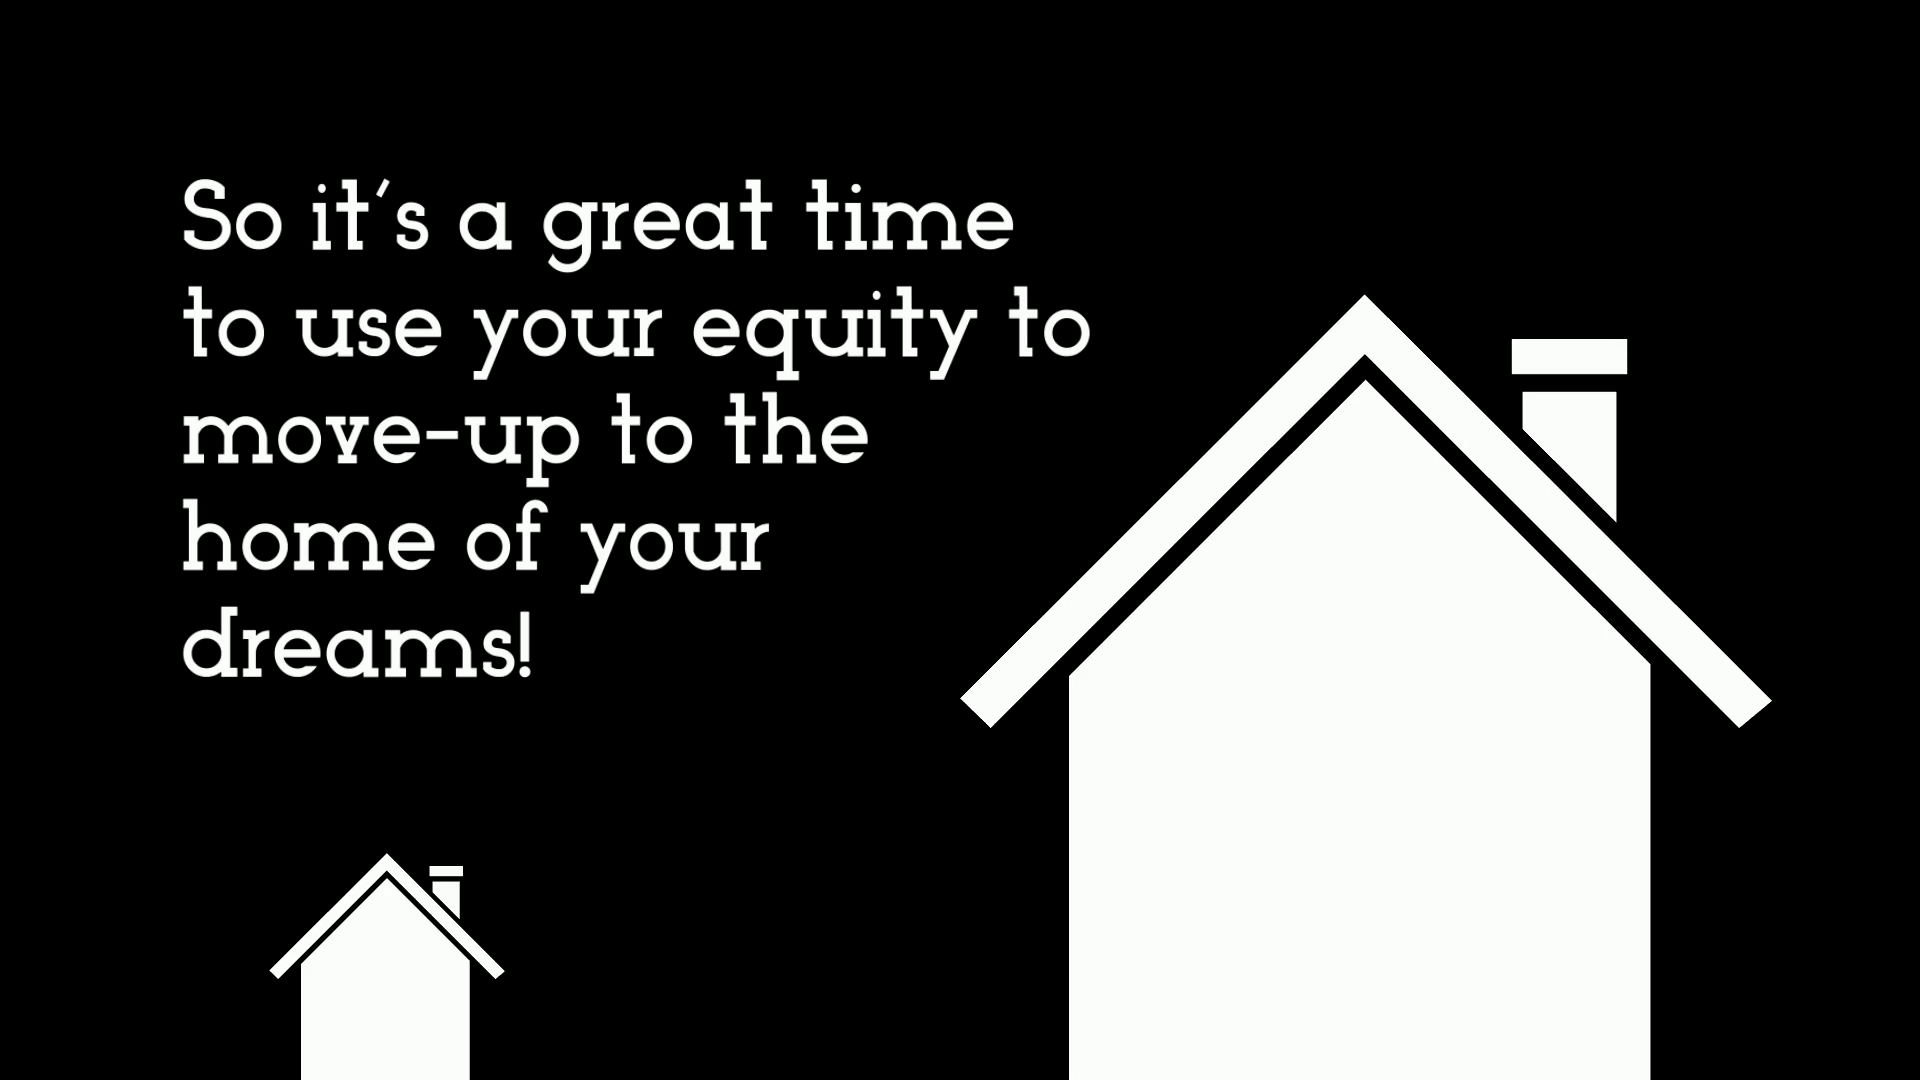 So it's a great time
to use your equity to
move-up to the
home of your
dreams!